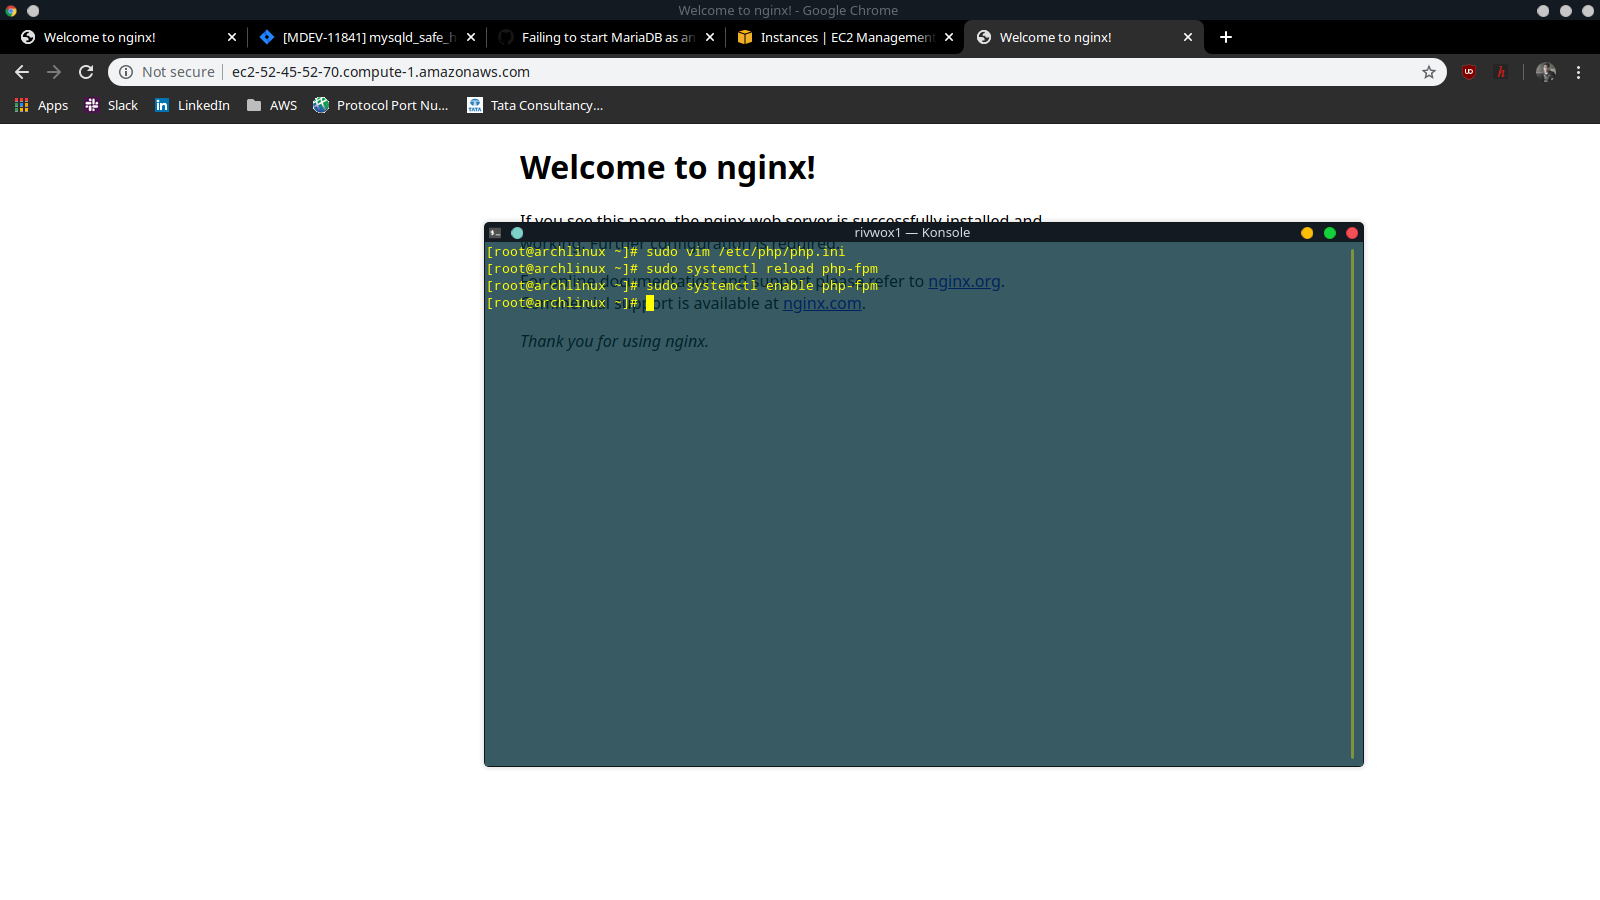 Welcome to nginx! - Google Chrome
Welcome to nginx!
[MDEV-11841] mysqld_safe_h
Failing to start MariaDB as an
Instances | EC2 Management
Welcome to nginx!
Not secure
ec2-52-45-52-70.compute-1.amazonaws.com
Apps
Slack
LinkedIn
AWS
Protocol Port Nu...
Tata Consultancy...
Welcome to nginx!
If you see this page, the nginx web server is successfully installed and
working. Further configuration is required.
For online documentation and support please refer to nginx.org.
Commercial support is available at nginx.com.
Thank you for using nginx.
rivwox1 — Konsole
[root@archlinux ~]# sudo vim /etc/php/php.ini
[root@archlinux ~]# sudo systemctl reload php-fpm
[root@archlinux ~]# sudo systemctl enable php-fpm
[root@archlinux ~]#